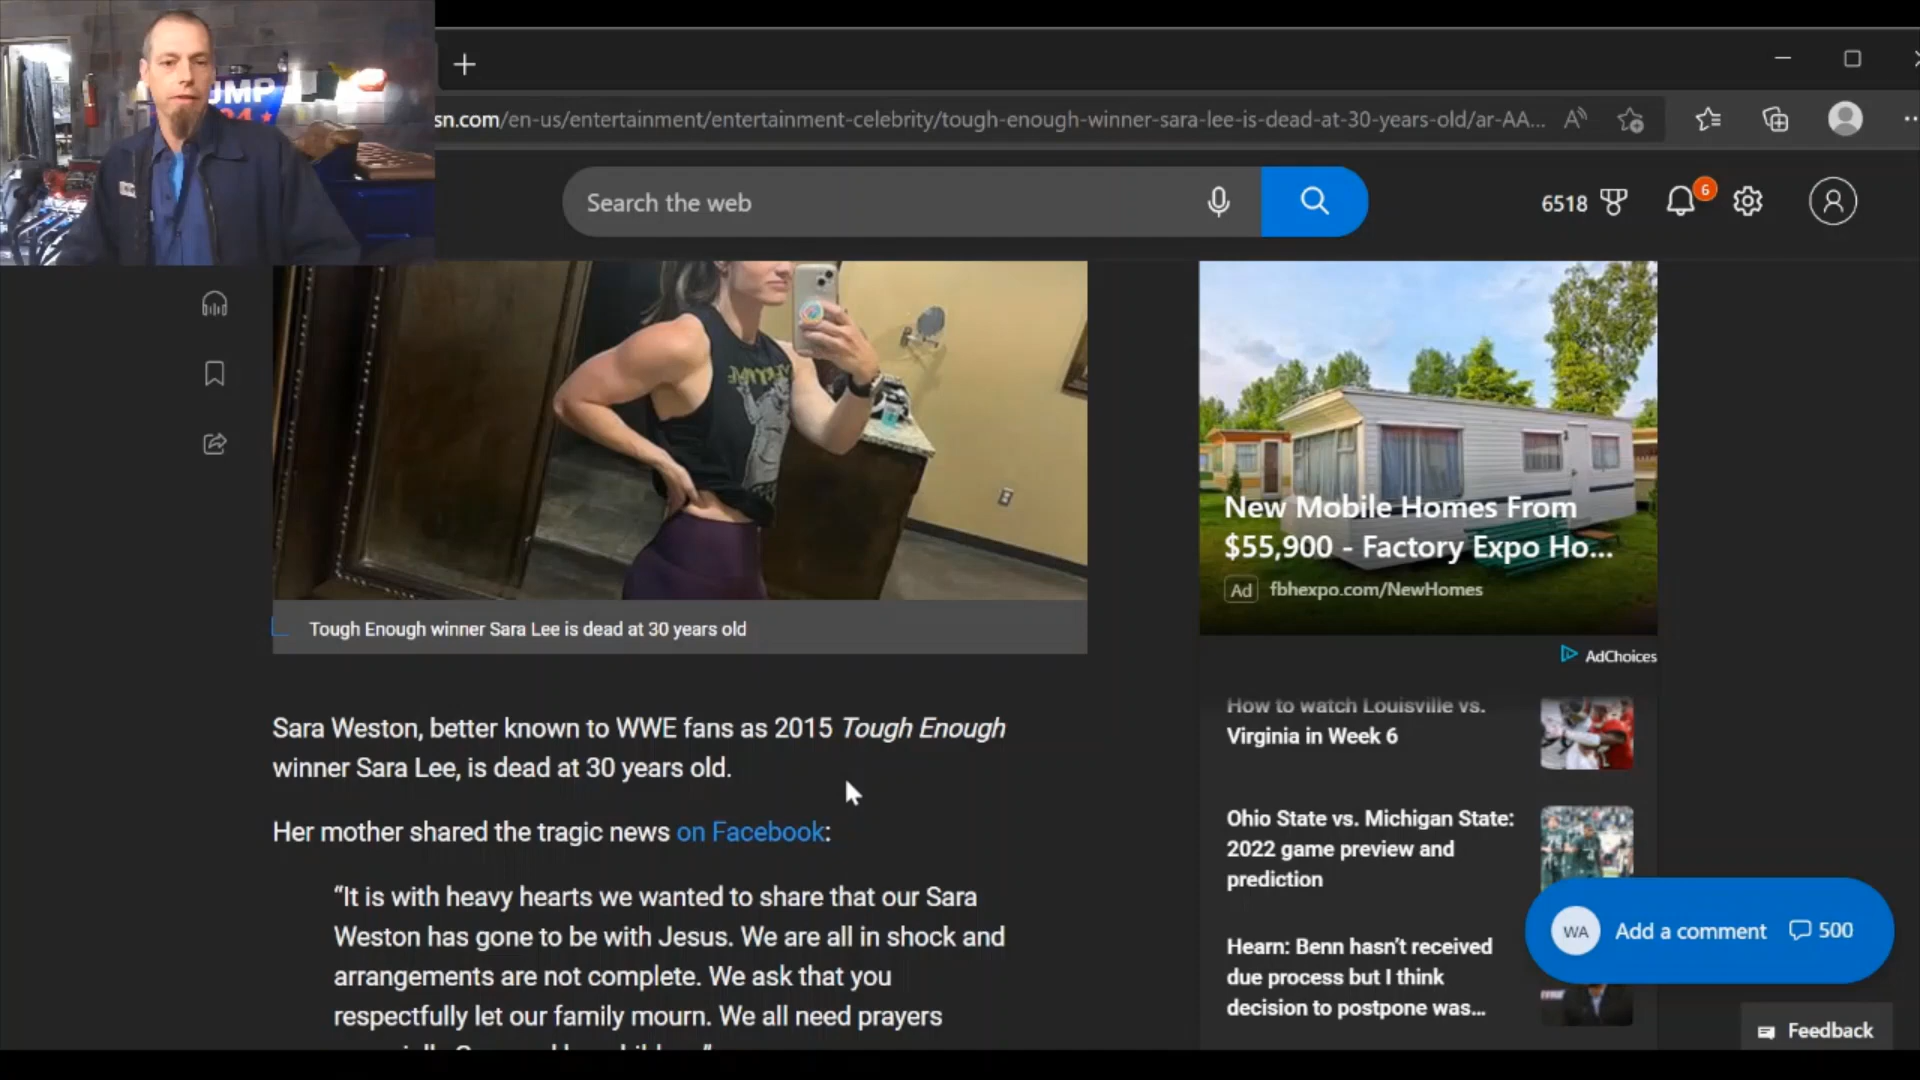 UMP
24
sn.com/en-us/entertainment/entertainment-celebrity/tough-enough-winner-sara-lee-is-dead-at-30-years-old/ar-AA...
Search the web
6518
6
Tough Enough winner Sara Lee is dead at 30 years old
Sara Weston, better known to WWE fans as 2015 Tough Enough
winner Sara Lee, is dead at 30 years old.
Her mother shared the tragic news on Facebook:
“It is with heavy hearts we wanted to share that our Sara
Weston has gone to be with Jesus. We are all in shock and
arrangements are not complete. We ask that you
respectfully let our family mourn. We all need prayers
New Mobile Homes From
$55,900 - Factory Expo Ho...
Ad fbhexpo.com/NewHomes
AdChoices
How to watch Louisville vs.
Virginia in Week 6
Ohio State vs. Michigan State:
2022 game preview and
prediction
Hearn: Benn hasn’t received
due process but I think
decision to postpone was...
WA Add a comment 500
Feedback